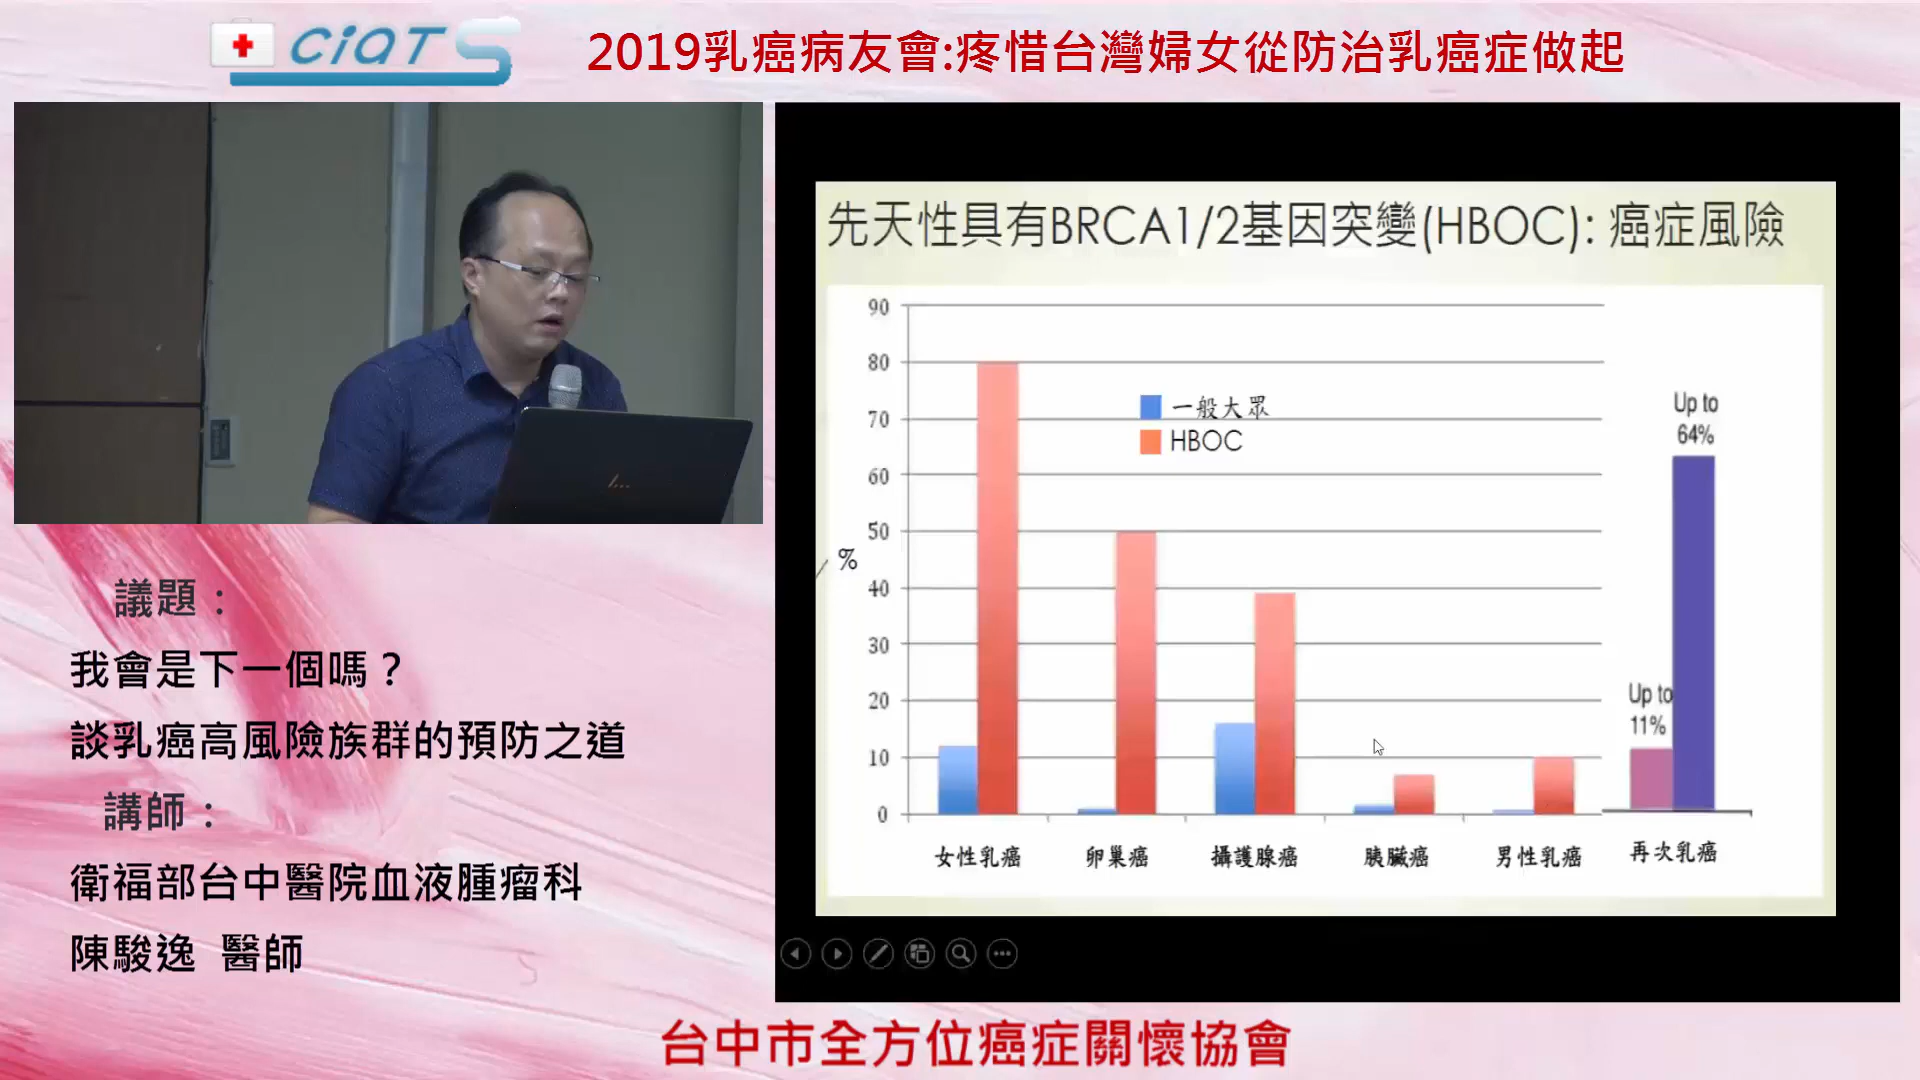 CiATS
2019乳癌病友會:疼惜台灣婦女從防治乳癌症做起
先天性具有BRCA1/2基因突變(HBOC): 癌症風險
90
80
70
60
50
40
30
20
10
0
%
一般大眾
HBOC
Up to
64%
Up to
11%
女性乳癌
卵巢癌
攝護腺癌
胰臟癌
男性乳癌
再次乳癌
議題：
我會是下一個嗎？
談乳癌高風險族群的預防之道
講師：
衛福部台中醫院血液腫瘤科
陳駿逸 醫師
台中市全方位癌症關懷協會